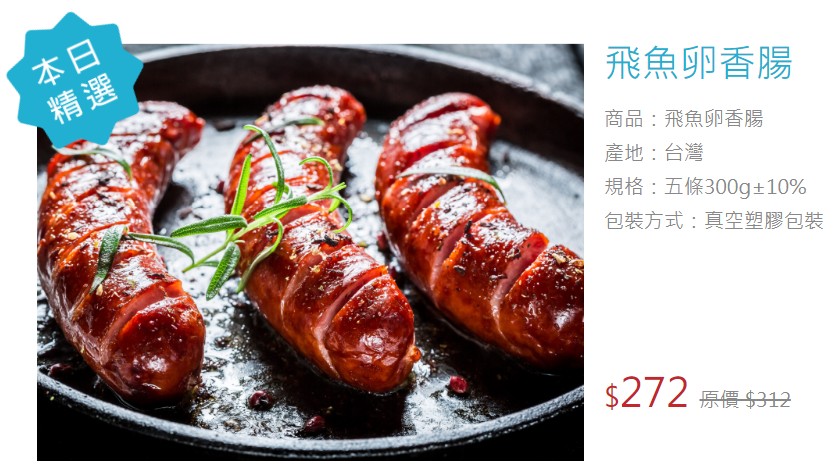 本日
精選
飛魚卵香腸
商品：飛魚卵香腸
產地：台灣
規格：五條300g±10%
包裝方式：真空塑膠包裝
$272 原價 $312